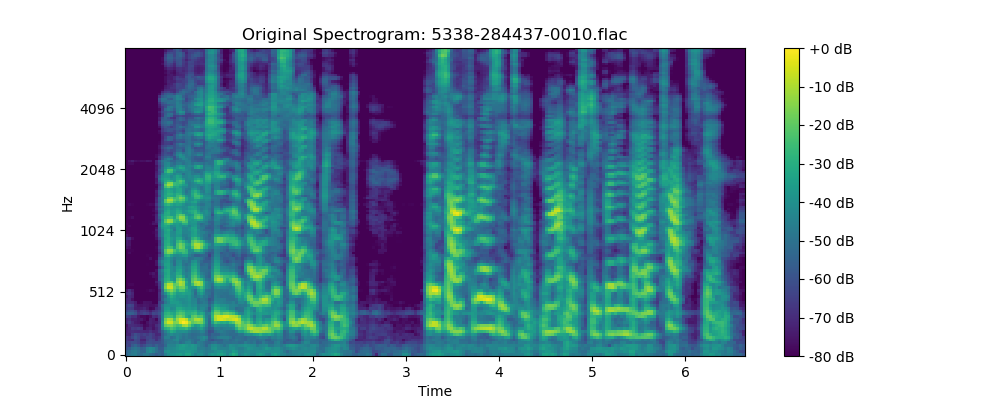 Original Spectrogram: 5338-284437-0010.flac
Hz
4096
2048
1024
512
0
0 1 2 3 4 5 6
Time
+0 dB
-10 dB
-20 dB
-30 dB
-40 dB
-50 dB
-60 dB
-70 dB
-80 dB